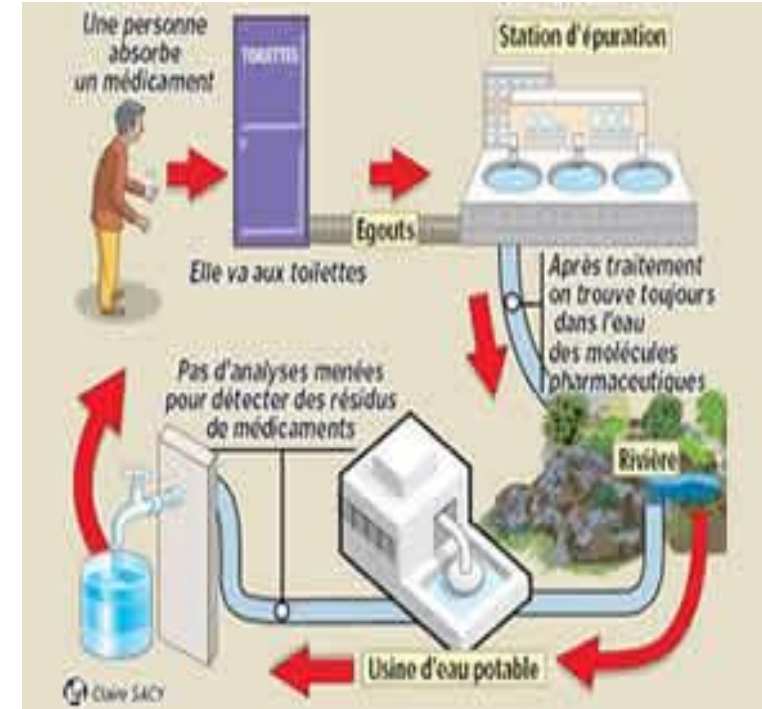 Une personne
absorbe
un médicament
TOILETTES
Station d'épuration
Egouts
Elle va aux toilettes
Après traitement
on trouve toujours
dans l'eau
des molécules
pharmaceutiques
Pas d'analyses menées
pour détecter des résidus
de médicaments
Rivière
Usine d'eau potable
Claire SACY